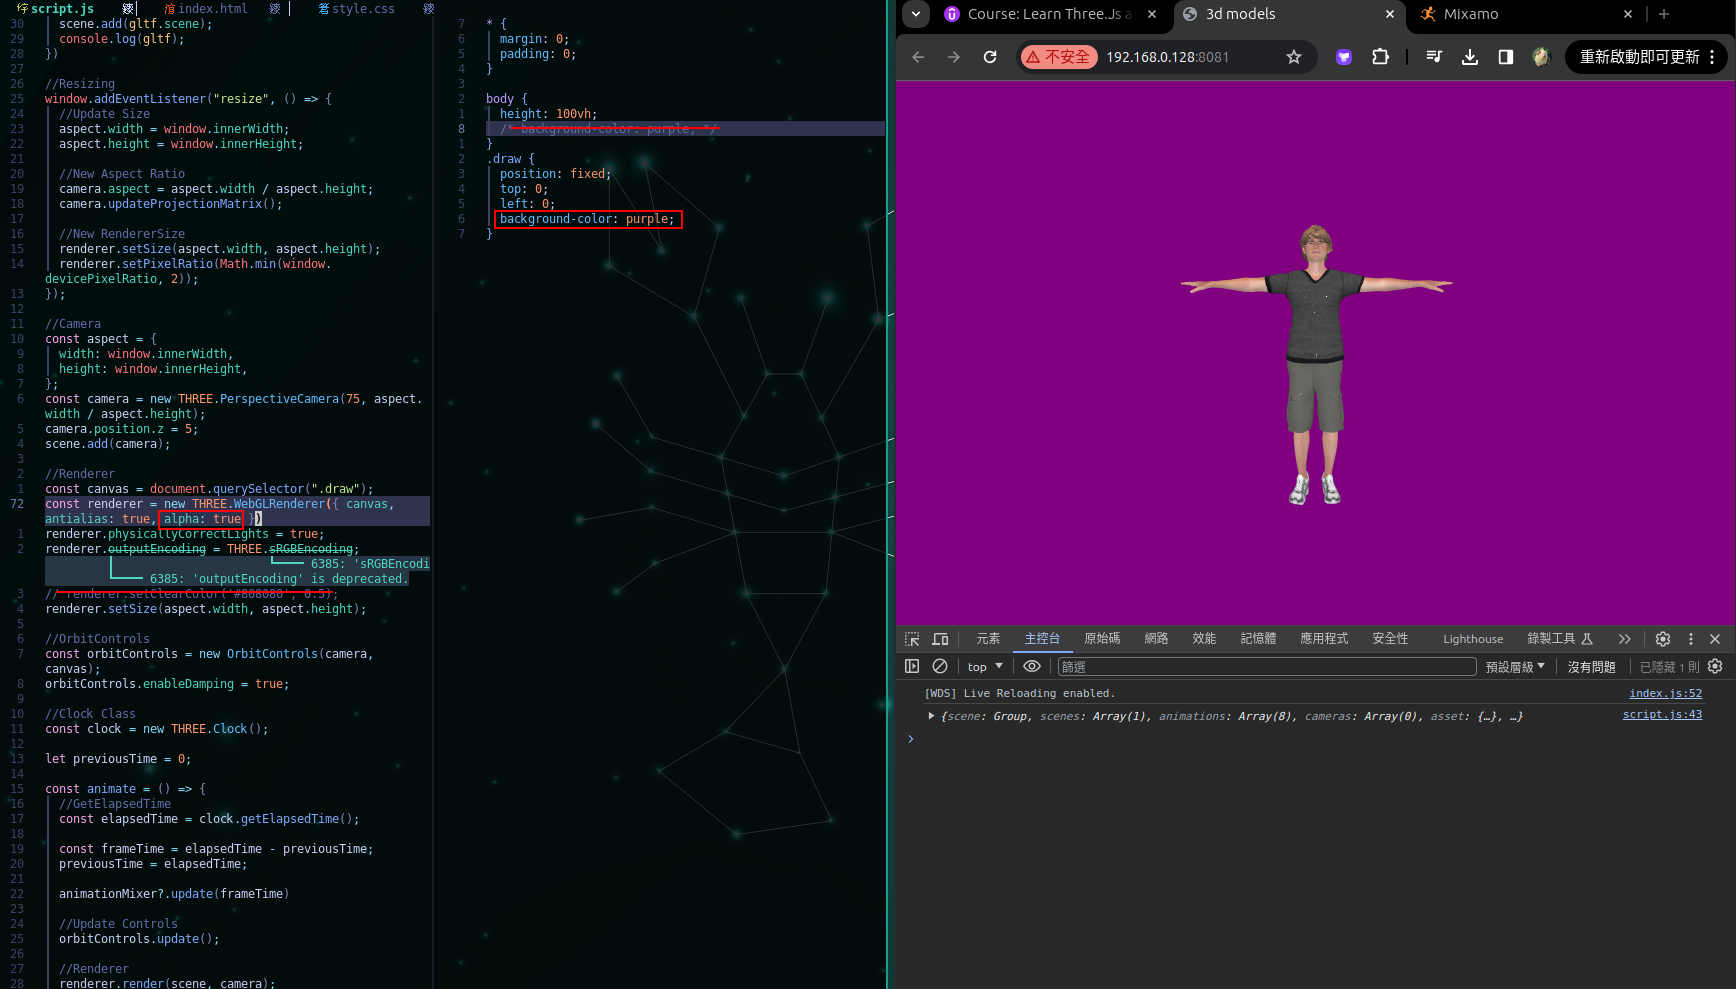 script.js
index.html
style.css
30 scene.add(gltf.scene);
29 console.log(gltf);
28 })
27
26 //Resizing
25 window.addEventListener("resize", () => {
24 //Update Size
23 aspect.width = window.innerWidth;
22 aspect.height = window.innerHeight;
21
20 //New Aspect Ratio
19 camera.aspect = aspect.width / aspect.height;
18 camera.updateProjectionMatrix();
17
16 //New RendererSize
15 renderer.setSize(aspect.width, aspect.height);
14 renderer.setPixelRatio(Math.min(window.
devicePixelRatio, 2));
13 });
12
11 //Camera
10 const aspect = {
9 width: window.innerWidth,
8 height: window.innerHeight,
7 };
6 const camera = new THREE.PerspectiveCamera(75, aspect.
width / aspect.height);
5 camera.position.z = 5;
4 scene.add(camera);
3
2 //Renderer
1 const canvas = document.querySelector(".draw");
72 const renderer = new THREE.WebGLRenderer({ canvas,
antialias: true, alpha: true })
1 renderer.physicallyCorrectLights = true;
2 renderer.outputEncoding = THREE.sRGBEncoding;
6385: 'sRGBEncodi
6385: 'outputEncoding' is deprecated.
3 // renderer.setClearColor('#808080', 0.5);
4 renderer.setSize(aspect.width, aspect.height);
5
6 //OrbitControls
7 const orbitControls = new OrbitControls(camera,
canvas);
8 orbitControls.enableDamping = true;
9
10 //Clock Class
11 const clock = new THREE.Clock();
12
13 let previousTime = 0;
14
15 const animate = () => {
16 //GetElapsedTime
17 const elapsedTime = clock.getElapsedTime();
18
19 const frameTime = elapsedTime - previousTime;
20 previousTime = elapsedTime;
21
22 animationMixer?.update(frameTime)
23
24 //Update Controls
25 orbitControls.update();
26
27 //Renderer
28 renderer.render(scene, camera);
7 * {
6 margin: 0;
5 padding: 0;
4 }
3
2 body {
1 height: 100vh;
8 /* background-color: purple; */
1 }
2 .draw {
3 position: fixed;
4 top: 0;
5 left: 0;
6 background-color: purple;
7 }
Course: Learn Three.Js a
3d models
Mixamo
不安全 192.168.0.128:8081
重新啟動即可更新
元素 主控台 原始碼 網路 效能 記憶體 應用程式 安全性 Lighthouse 錄製工具
top 篩選 預設層級 沒有問題 已隱藏 1 則
[WDS] Live Reloading enabled. index.js:52
{scene: Group, scenes: Array(1), animations: Array(8), cameras: Array(0), asset: {…}, …} script.js:43